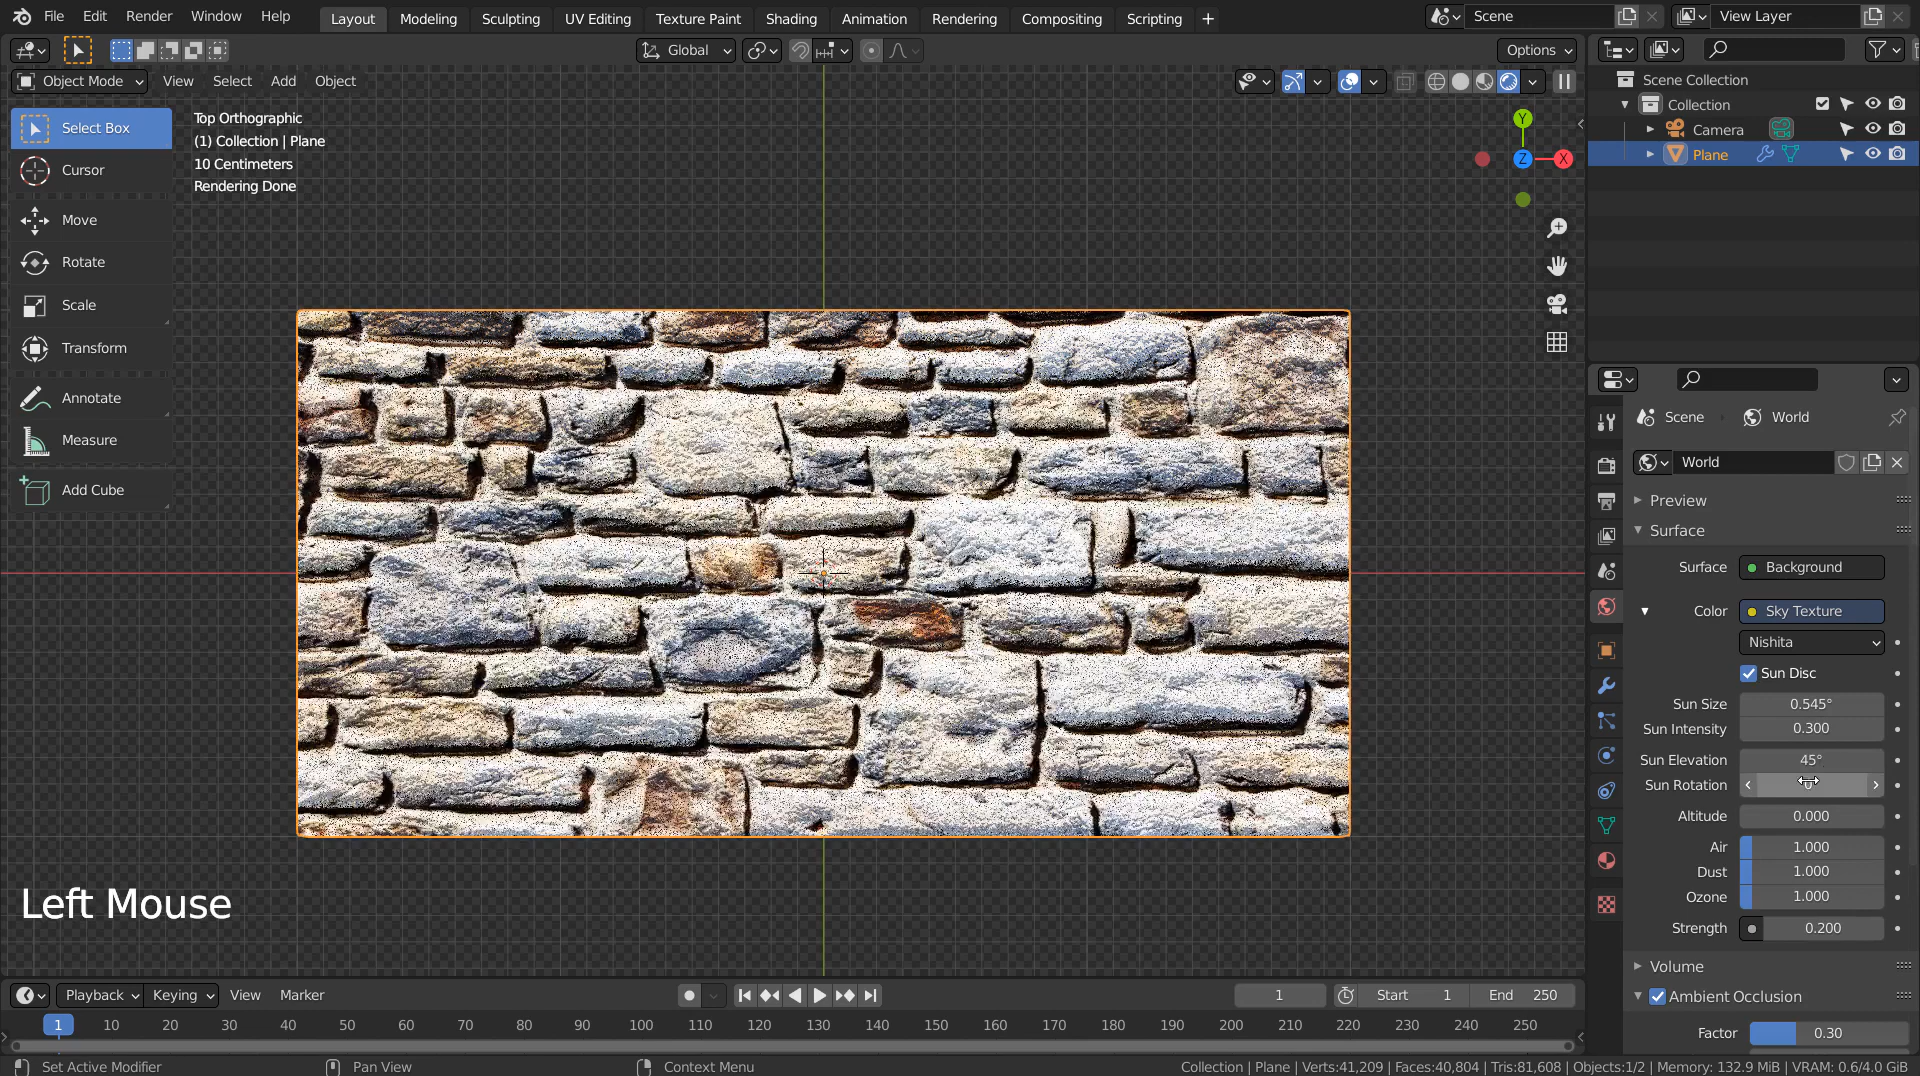 File Edit Render Window Help
Layout Modeling Sculpting UV Editing Texture Paint Shading Animation Rendering Compositing Scripting +
Scene
View Layer
Global
Options
Object Mode View Select Add Object
Select Box
Cursor
Move
Rotate
Scale
Transform
Annotate
Measure
Add Cube
Top Orthographic
(1) Collection | Plane
10 Centimeters
Rendering Done
Y
Z
X
Scene Collection
Collection
Camera
Plane
Scene World
World
Preview
Surface
Surface Background
Color Sky Texture
Nishita
Sun Disc
Sun Size 0.545°
Sun Intensity 0.300
Sun Elevation 45°
Sun Rotation
Altitude 0.000
Air 1.000
Dust 1.000
Ozone 1.000
Strength 0.200
Volume
Ambient Occlusion
Factor 0.30
Left Mouse
Playback Keying View Marker
1
Start 1
End 250
1 10 20 30 40 50 60 70 80 90 100 110 120 130 140 150 160 170 180 190 200 210 220 230 240 250
Set Active Modifier
Pan View
Context Menu
Collection | Plane | Verts:41,209 | Faces:40,804 | Tris:81,608 | Objects:1/2 | Memory: 132.9 MiB | VRAM: 0.6/4.0 GiB